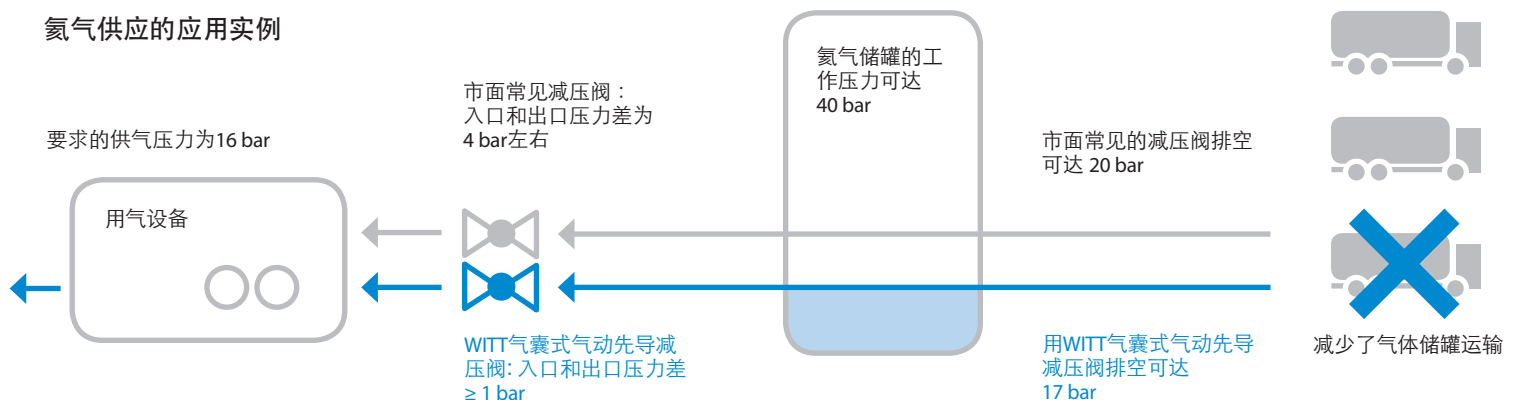 氦气供应的应用实例
要求的供气压力为16 bar
用气设备
市面常见减压阀：
入口和出口压力差为
4 bar左右
WITT气囊式气动先导减
压阀: 入口和出口压力差
≥ 1 bar
氦气储罐的工
作压力可达
40 bar
市面常见的减压阀排空
可达 20 bar
用WITT气囊式气动先导
减压阀排空可达
17 bar
减少了气体储罐运输